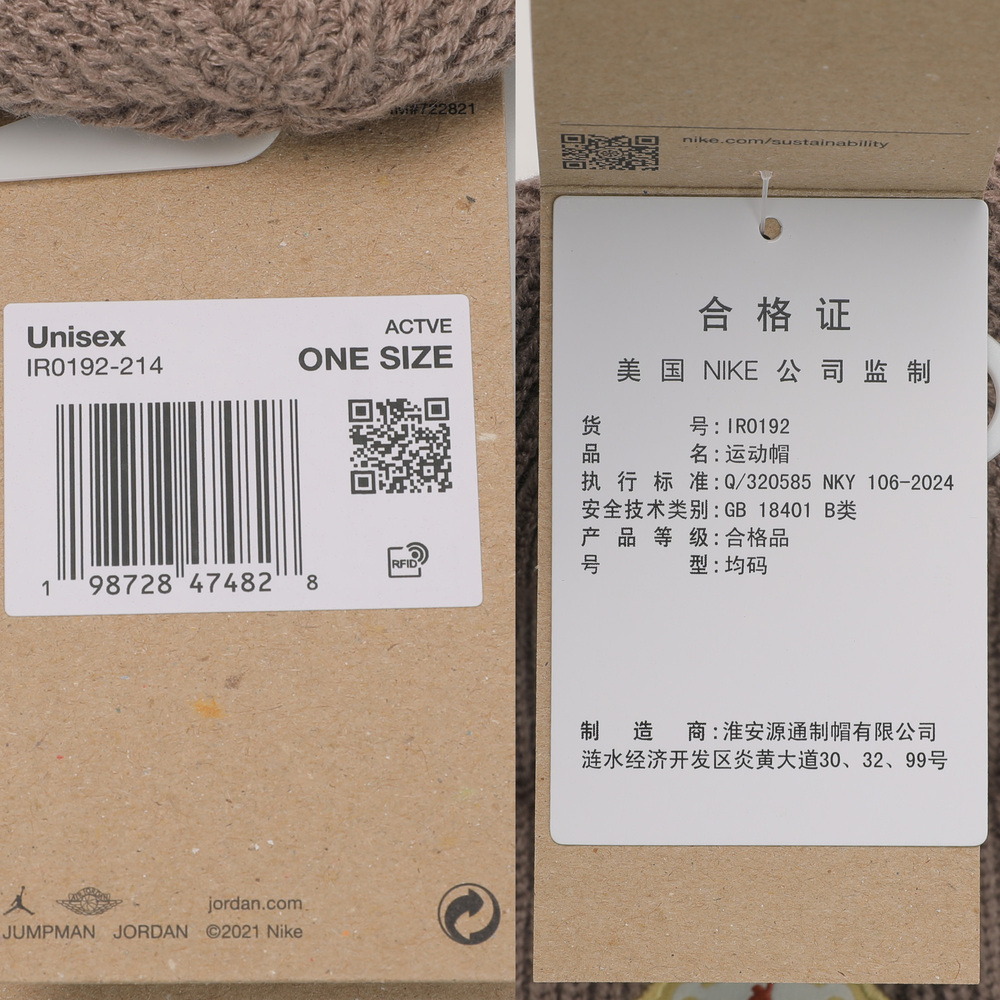 M#722821
Unisex
IR0192-214
ACTVE
ONE SIZE
1 98728 47482 8
RFID
jordan.com
JUMPMAN JORDAN ©2021 Nike
nike.com/sustainability
合格证
美国NIKE公司监制
货号:IR0192
品名:运动帽
执行标准:Q/320585 NKY 106-2024
安全技术类别:GB 18401 B类
产品等级:合格品
号型:均码
制造商:淮安源通制帽有限公司
涟水经济开发区炎黄大道30、32、99号